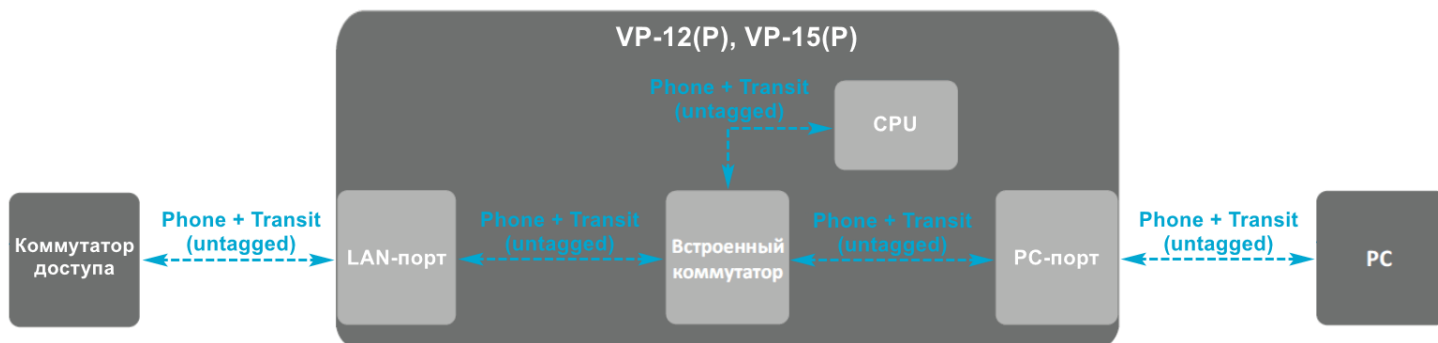 VP-12(P), VP-15(P)
Phone + Transit
(untagged)
CPU
Коммутатор
доступа
Phone + Transit
(untagged)
LAN-порт
Phone + Transit
(untagged)
Встроенный
коммутатор
Phone + Transit
(untagged)
PC-порт
Phone + Transit
(untagged)
PC